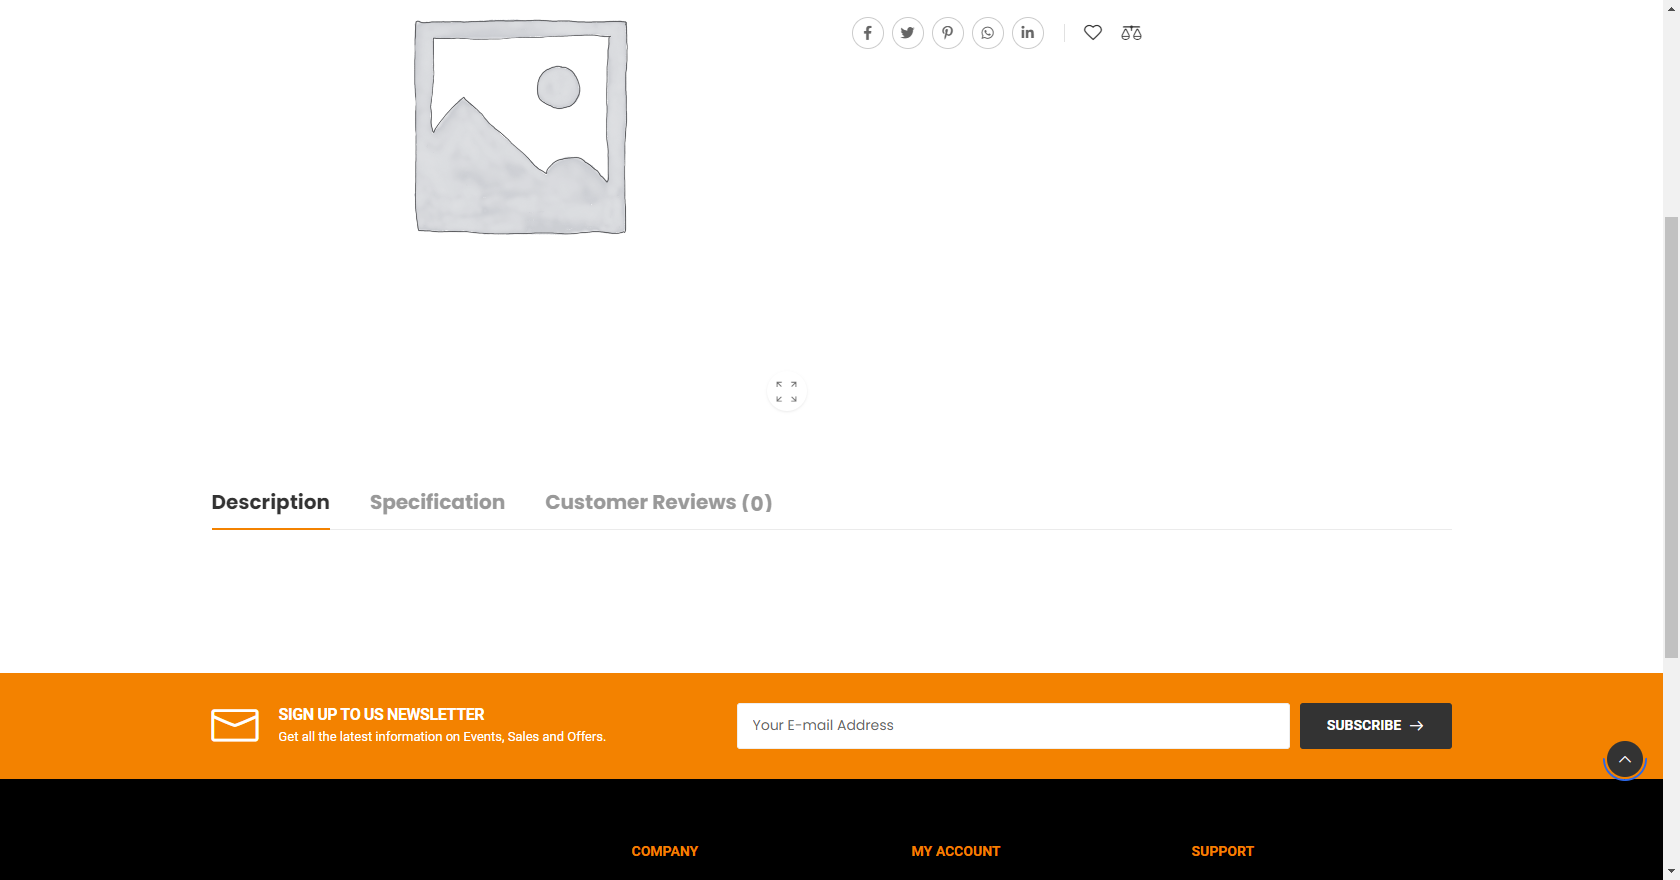 Description
Specification
Customer Reviews (0)
SIGN UP TO US NEWSLETTER
Get all the latest information on Events, Sales and Offers.
Your E-mail Address
SUBSCRIBE
COMPANY
MY ACCOUNT
SUPPORT